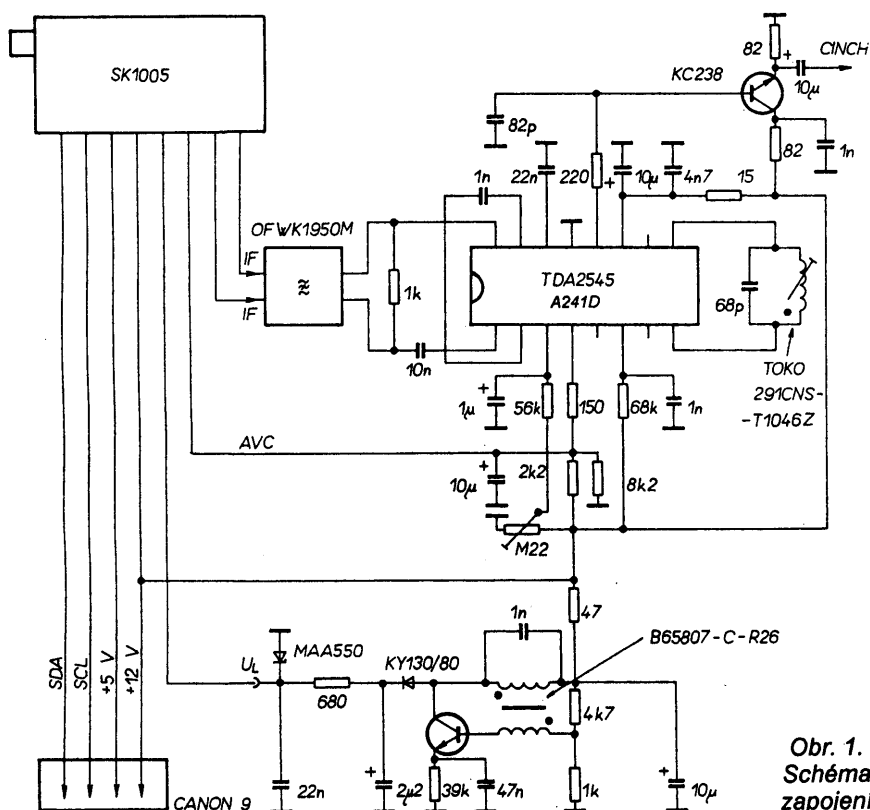 SK1005
82
+
CINCH
KC238
10µ
82p
1n
22n
220
+
10µ
4n7
15
82
1n
OFWK1950M
IF
IF
≈
1k
TDA2545
A241D
68p
10n
TOKO
291CNS-
-T1046Z
+
1µ
56k
150
68k
1n
AVC
+
10µ
2k2
8k2
M22
47
1n
B65807-C-R26
SDA
SCL
+5 V
+12 V
UL
MAA550
KY130/80
680
4k7
22n
+
2µ2
39k
47n
1k
+
10µ
CANON 9
Obr. 1.
Schéma
zapojení